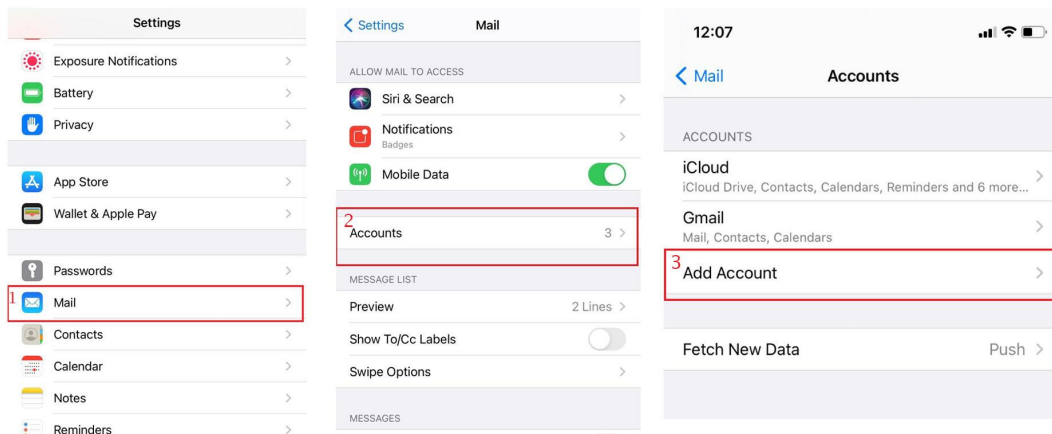 Settings
Exposure Notifications
Battery
Privacy
App Store
Wallet & Apple Pay
Passwords
1
Mail
Contacts
Calendar
Notes
Reminders
Settings
Mail
ALLOW MAIL TO ACCESS
Siri & Search
Notifications
Badges
Mobile Data
2
Accounts 3
MESSAGE LIST
Preview 2 Lines
Show To/Cc Labels
Swipe Options
MESSAGES
12:07
Mail
Accounts
ACCOUNTS
iCloud
iCloud Drive, Contacts, Calendars, Reminders and 6 more...
Gmail
Mail, Contacts, Calendars
3
Add Account
Fetch New Data Push